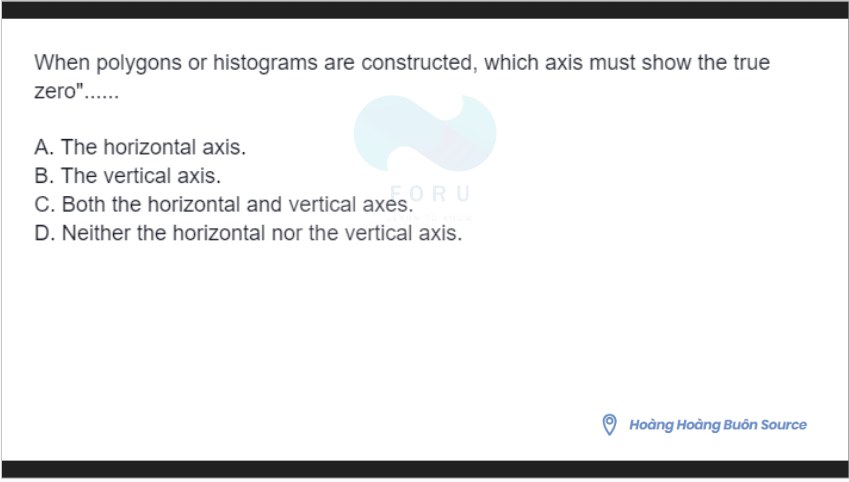 When polygons or histograms are constructed, which axis must show the true
zero"......
A. The horizontal axis.
B. The vertical axis.
C. Both the horizontal and vertical axes.
D. Neither the horizontal nor the vertical axis.
FORU
Hoàng Hoàng Buôn Source